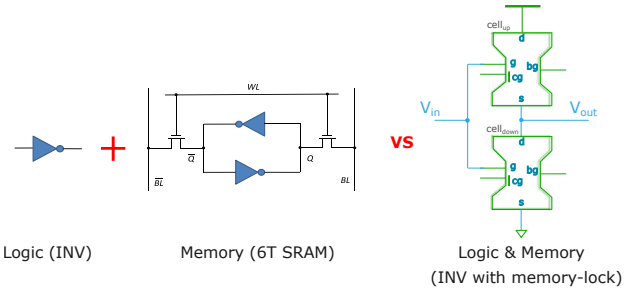 WL
Q̅
Q
B̅L̅
BL
vs
cell_up
d
g
cg
bg
s
V_in
V_out
cell_down
d
g
cg
bg
s
Logic (INV)
Memory (6T SRAM)
Logic & Memory
(INV with memory-lock)